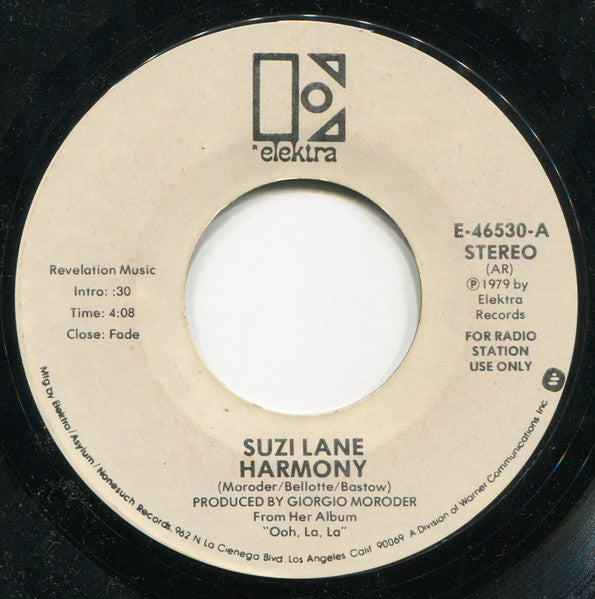 elektra
E-46530-A
STEREO
(AR)
Ⓟ1979 by
Elektra
Records
FOR RADIO
STATION
USE ONLY
Revelation Music
Intro: :30
Time: 4:08
Close: Fade
SUZI LANE
HARMONY
(Moroder/Bellotte/Bastow)
PRODUCED BY GIORGIO MORODER
From Her Album
"Ooh, La, La"
Mfg by Elektra/Asylum/Nonesuch Records, 962 N La Cienega Blvd. Los Angeles Calif 90069 A Division of Warner Communications Inc